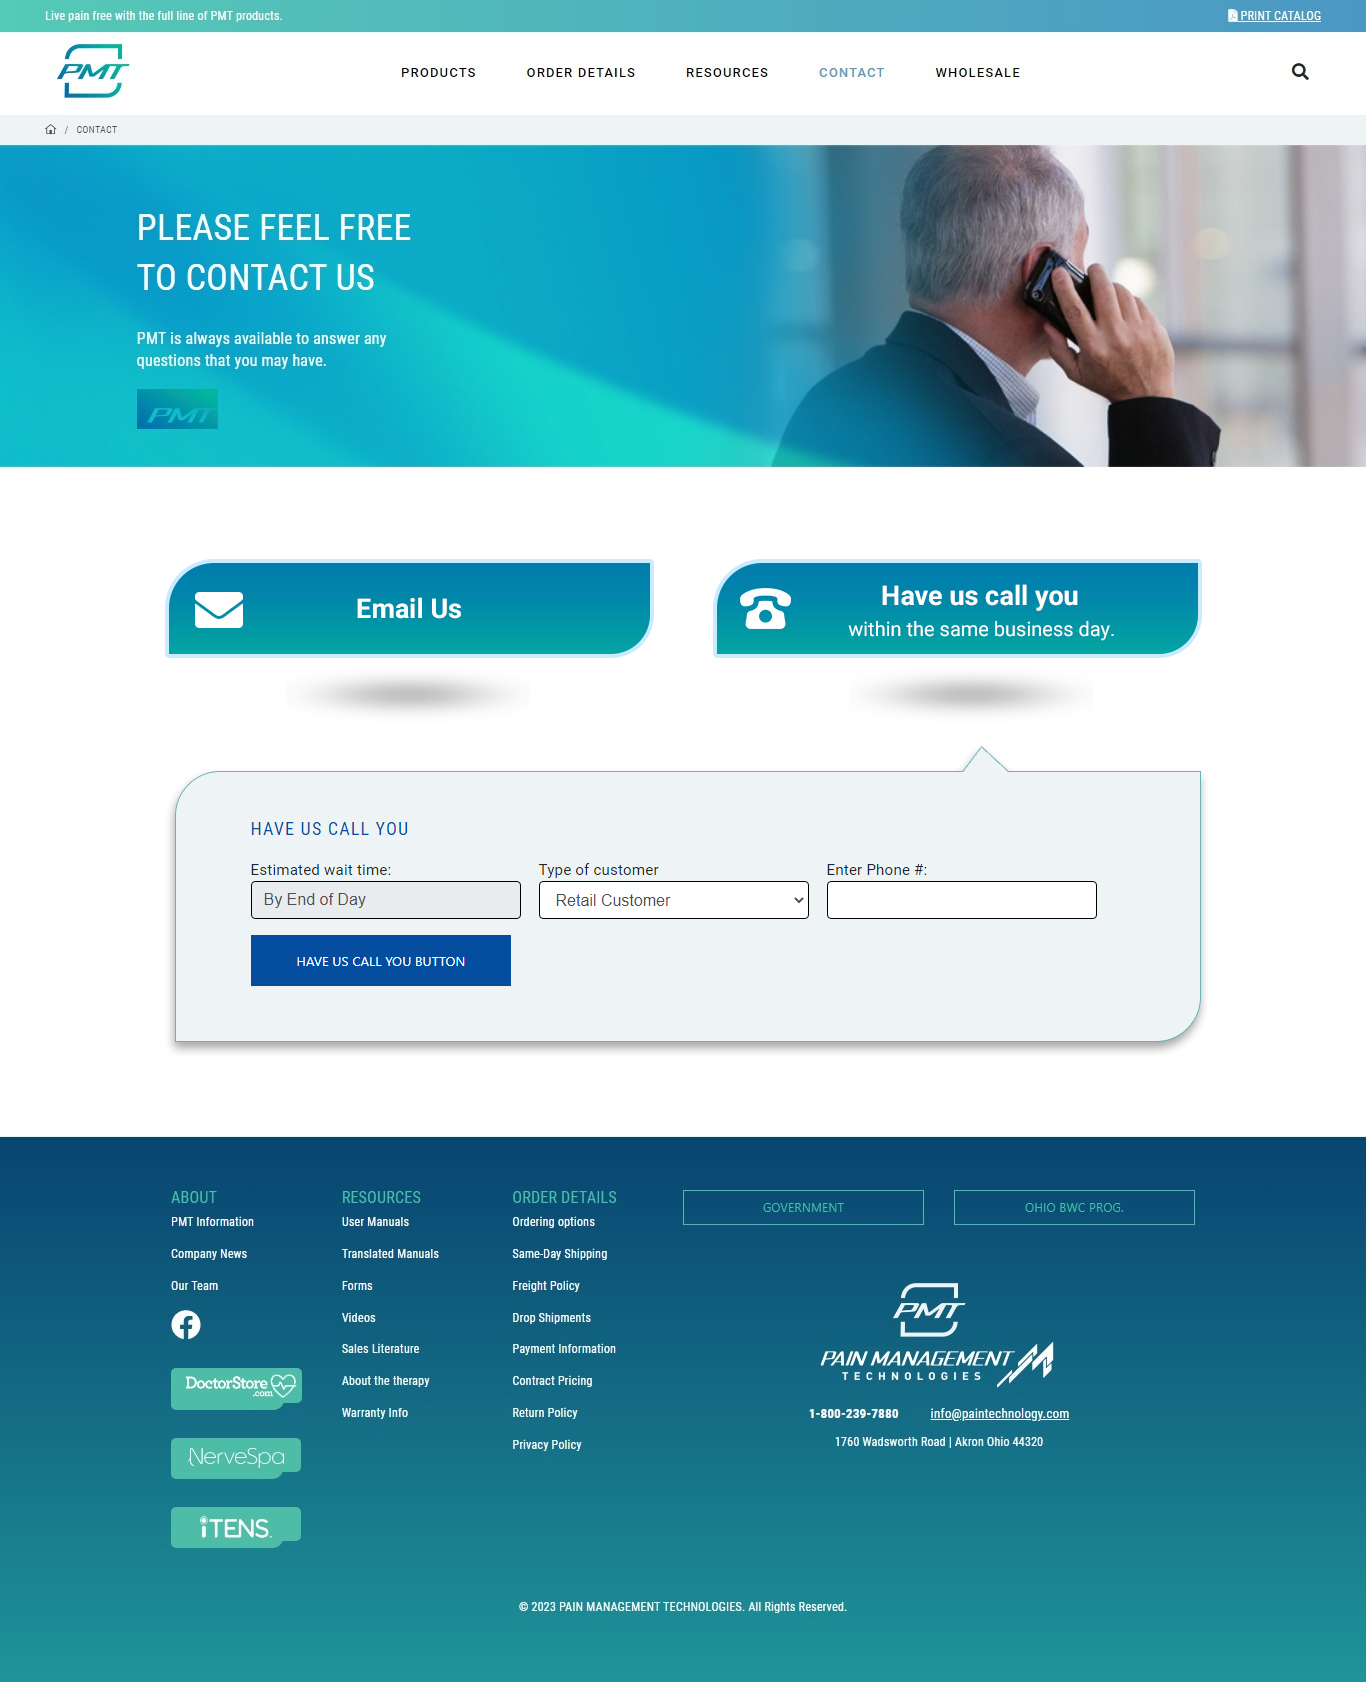 Live pain free with the full line of PMT products.
PRINT CATALOG
PMT
PRODUCTS
ORDER DETAILS
RESOURCES
CONTACT
WHOLESALE
/ CONTACT
PLEASE FEEL FREE
TO CONTACT US
PMT is always available to answer any
questions that you may have.
PMT
Email Us
Have us call you
within the same business day.
HAVE US CALL YOU
Estimated wait time:
Type of customer
Enter Phone #:
By End of Day
Retail Customer
HAVE US CALL YOU BUTTON
ABOUT
PMT Information
Company News
Our Team
DoctorStore
.com
NerveSpa
iTENS.
RESOURCES
User Manuals
Translated Manuals
Forms
Videos
Sales Literature
About the therapy
Warranty Info
ORDER DETAILS
Ordering options
Same-Day Shipping
Freight Policy
Drop Shipments
Payment Information
Contract Pricing
Return Policy
Privacy Policy
GOVERNMENT
OHIO BWC PROG.
PMT
PAIN MANAGEMENT
TECHNOLOGIES
1-800-239-7880
info@paintechnology.com
1760 Wadsworth Road | Akron Ohio 44320
© 2023 PAIN MANAGEMENT TECHNOLOGIES. All Rights Reserved.